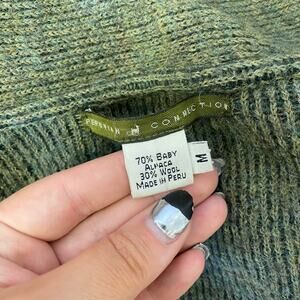 PERUVIAN CONNECTION
70% BABY
ALPACA
30% WOOL
MADE IN PERU
M